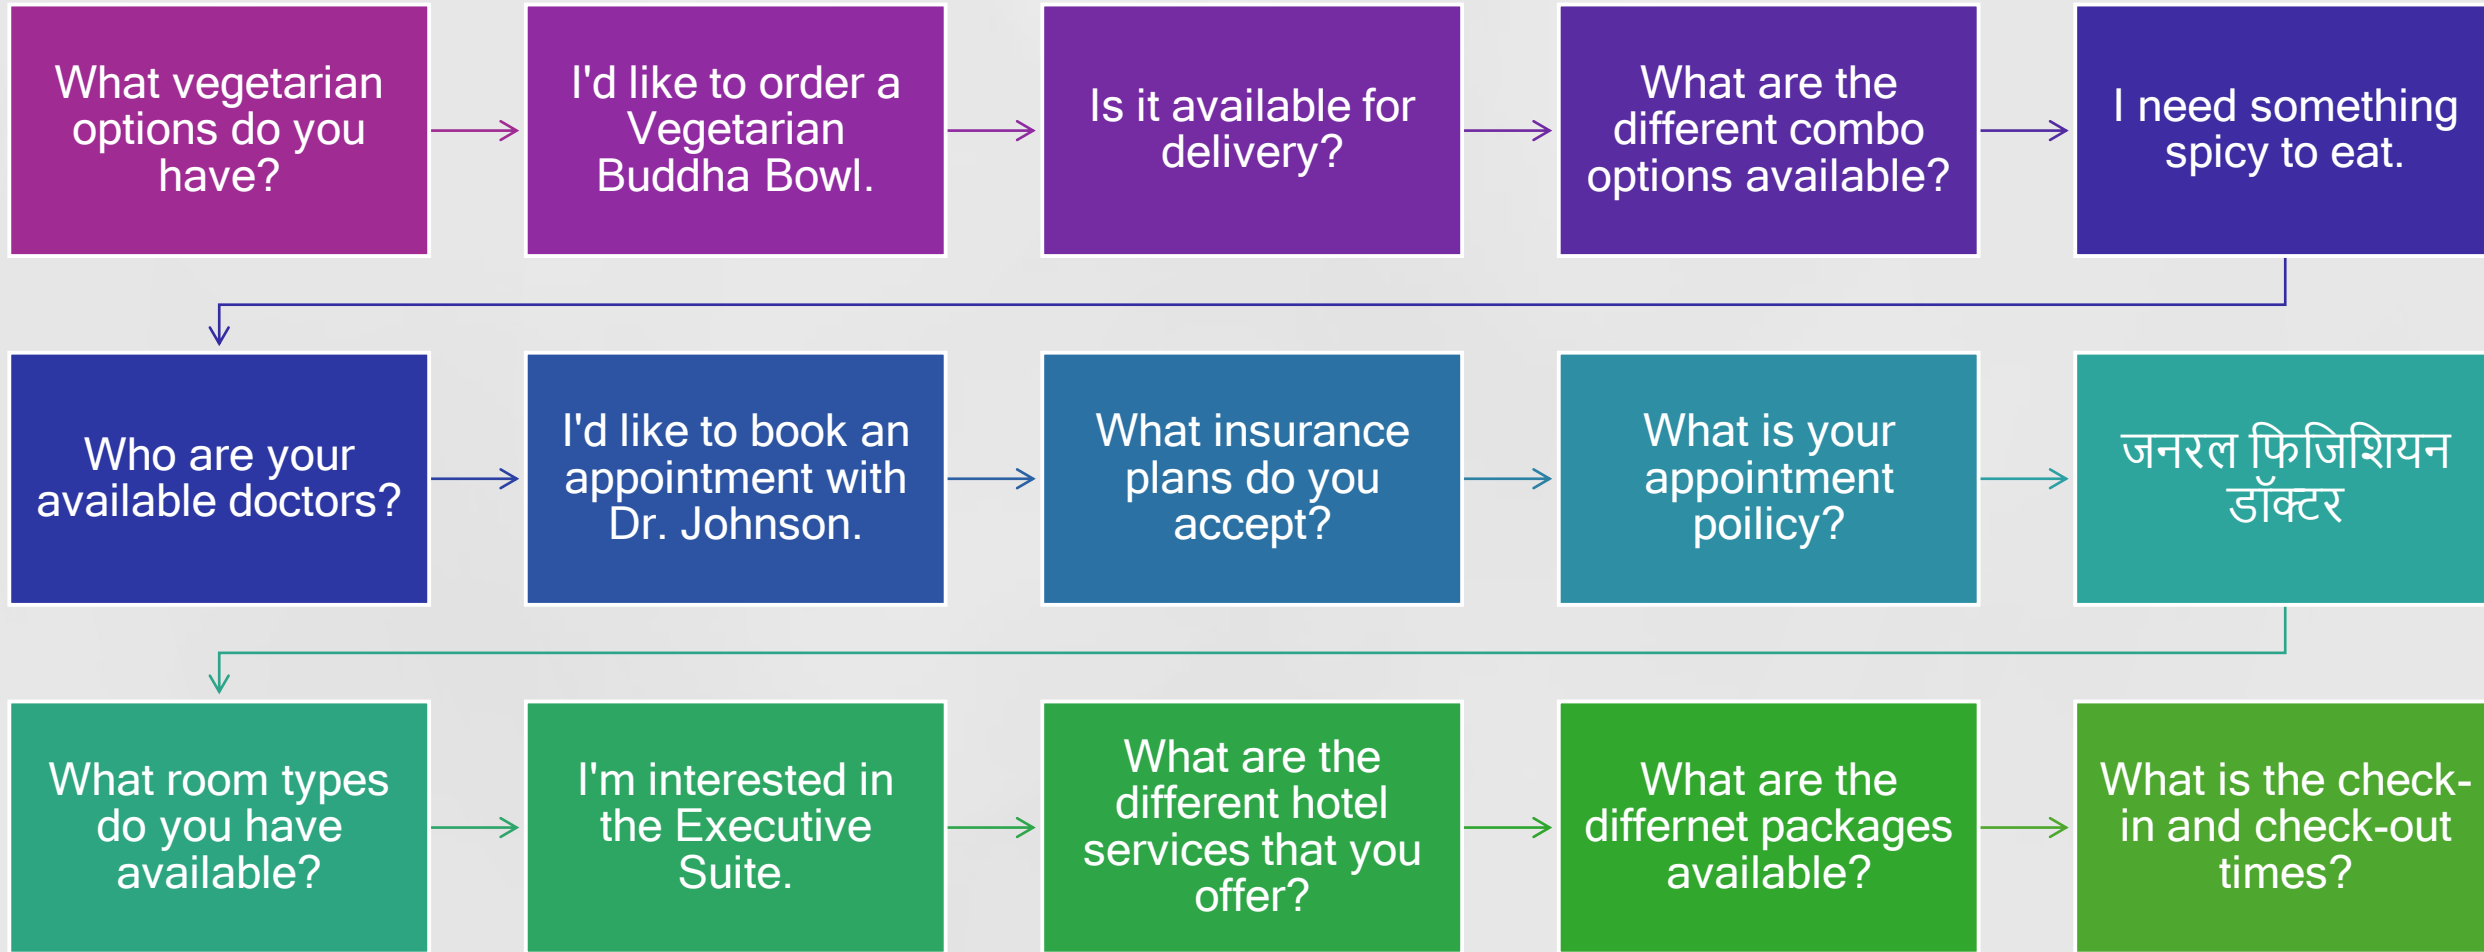 What vegetarian
options do you
have?
I'd like to order a
Vegetarian
Buddha Bowl.
Is it available for
delivery?
What are the
different combo
options available?
I need something
spicy to eat.
Who are your
available doctors?
I'd like to book an
appointment with
Dr. Johnson.
What insurance
plans do you
accept?
What is your
appointment
poilicy?
जनरल फिजिशियन
डॉक्टर
What room types
do you have
available?
I'm interested in
the Executive
Suite.
What are the
different hotel
services that you
offer?
What are the
differnet packages
available?
What is the check-
in and check-out
times?